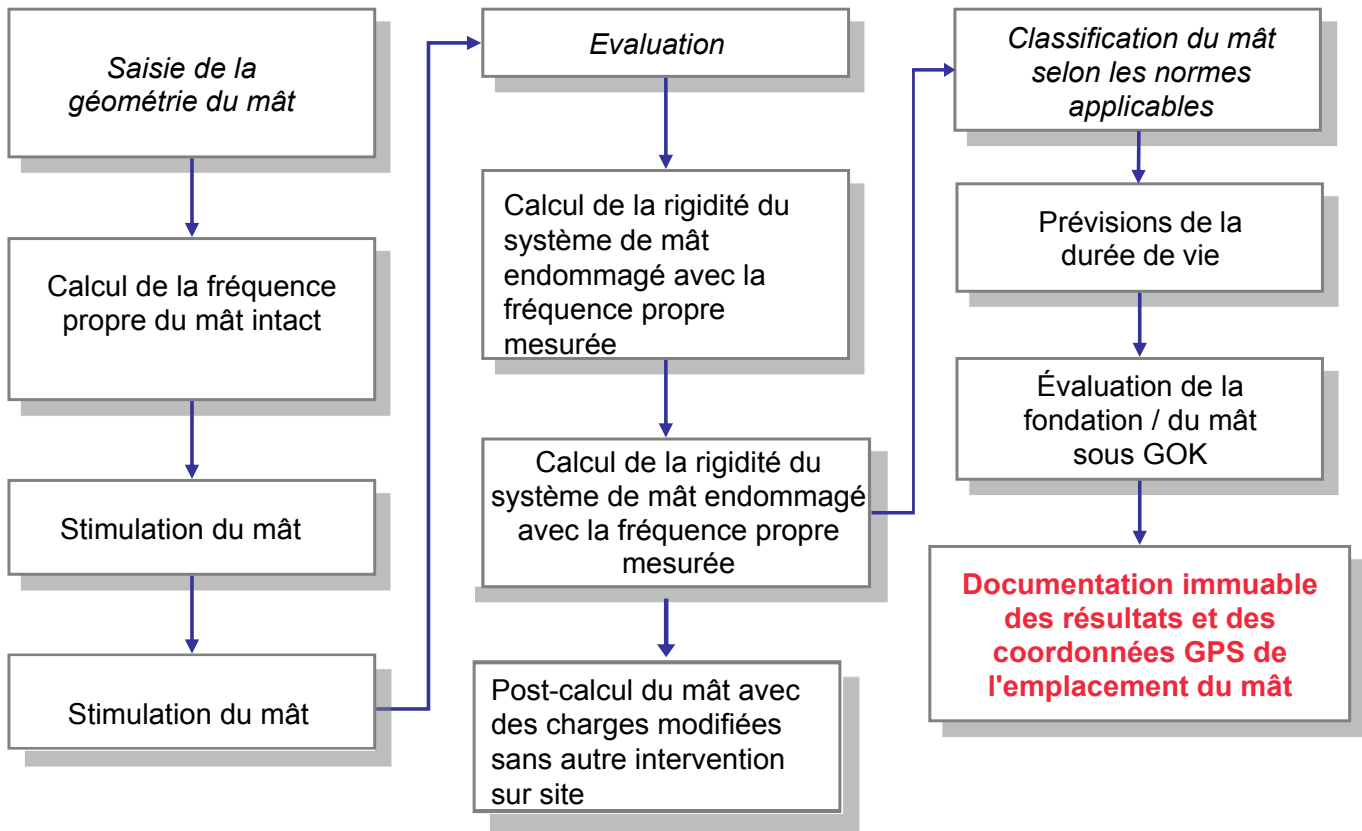 Saisie de la
géometrie du mât
Calcul de la fréquence
propre du mât intact
Stimulation du mât
Stimulation du mât
Evaluation
Calcul de la rigidité du
système de mât
endommagé avec la
fréquence propre
mesurée
Calcul de la rigidité du
système de mât endommagé
avec la fréquence propre
mesurée
Post-calcul du mât avec
des charges modifiées
sans autre intervention
sur site
Classification du mât
selon les normes
applicables
Prévisions de la
durée de vie
Évaluation de la
fondation / du mât
sous GOK
Documentation immuable
des résultats et des
coordonnées GPS de
l'emplacement du mât